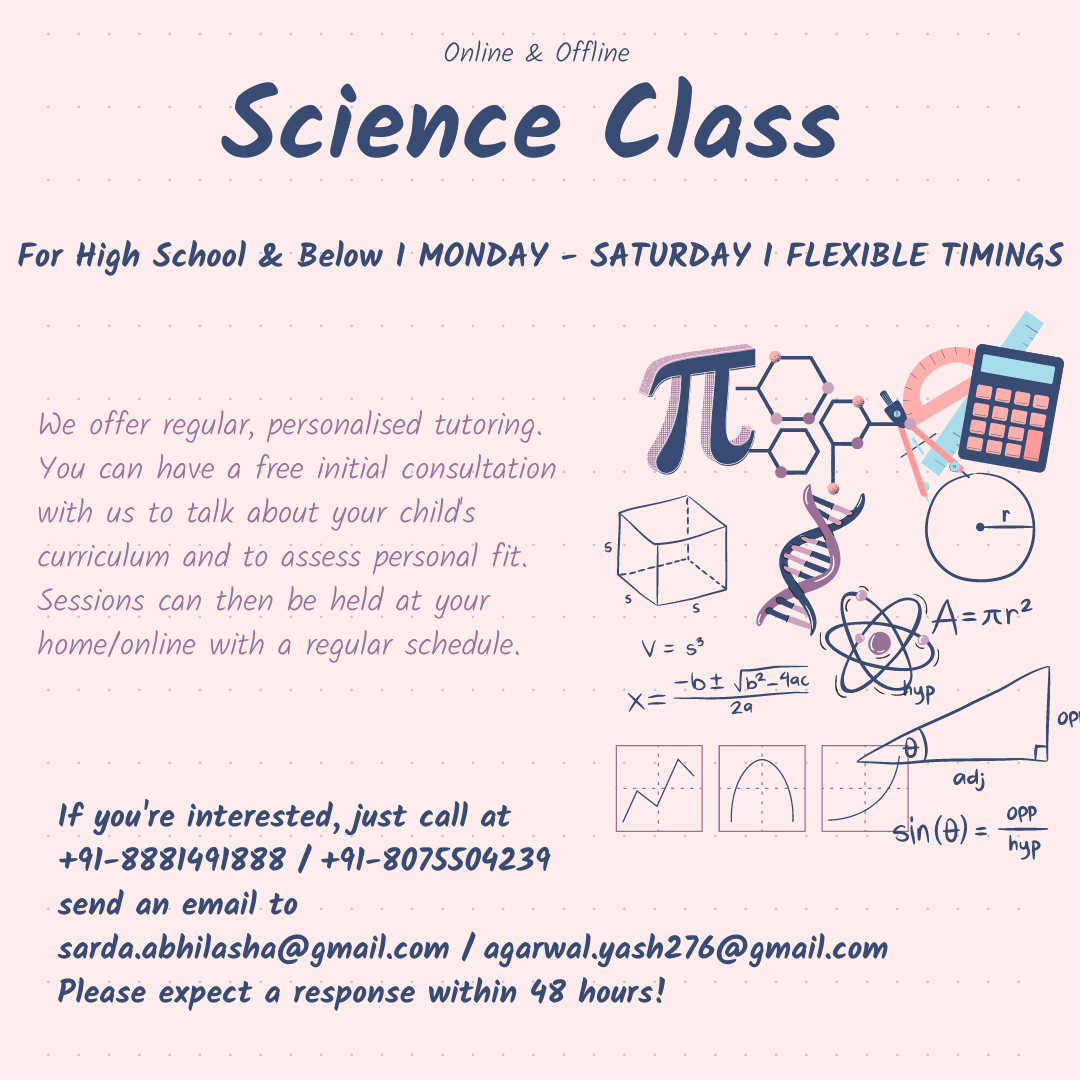 Online & Offline
Science Class
For High School & Below | MONDAY - SATURDAY | FLEXIBLE TIMINGS
We offer regular, personalised tutoring.
You can have a free initial consultation
with us to talk about your child's
curriculum and to assess personal fit.
Sessions can then be held at your
home/online with a regular schedule.
π
s
s
s
V = s³
r
A = πr²
x = −b ± √b² − 4ac / 2a
hyp
opp
θ
adj
sin(θ) = opp / hyp
If you're interested, just call at
+91-8881491888 / +91-8075504239
send an email to
sarda.abhilasha@gmail.com / agarwal.yash276@gmail.com
Please expect a response within 48 hours!